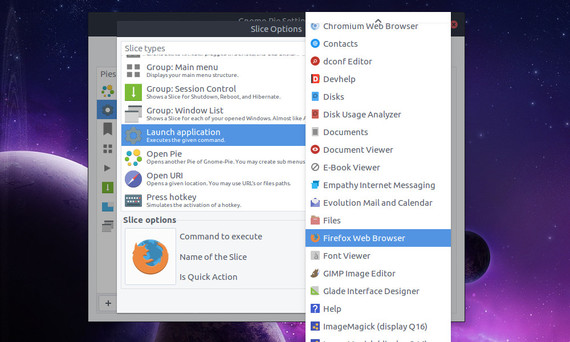 Gnome-Pie Setti
Slice Options
Slice types
Group: Main menu
Displays your main menu structure.
Group: Session Control
Shows a Slice for Shutdown, Reboot, and Hibernate.
Group: Window List
Shows a Slice for each of your opened Windows. Almost like A
Launch application
Executes the given command.
Open Pie
Opens another Pie of Gnome-Pie. You may create sub menus
Open URI
Opens a given location. You may use URL's or files paths.
Press hotkey
Simulates the activation of a hotkey.
Slice options
Command to execute
Name of the Slice
Is Quick Action
Pies
Chromium Web Browser
Contacts
dconf Editor
Devhelp
Disks
Disk Usage Analyzer
Documents
Document Viewer
E-Book Viewer
Empathy Internet Messaging
Evolution Mail and Calendar
Files
Firefox Web Browser
Font Viewer
GIMP Image Editor
Glade Interface Designer
Help
ImageMagick (display Q16)